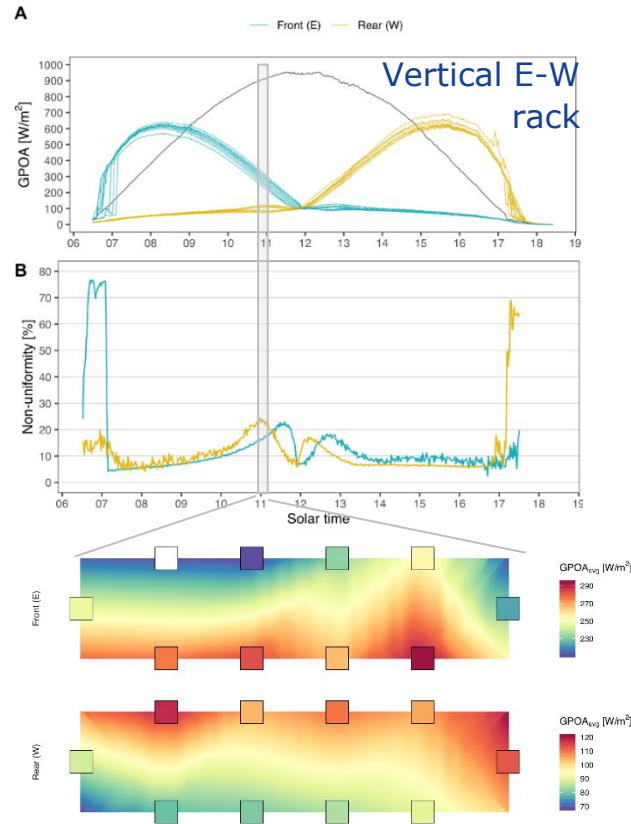 A
Front (E) Rear (W)
Vertical E-W
rack
GPOA [W/m²]
1000
900
800
700
600
500
400
300
200
100
0
06 07 08 09 10 11 12 13 14 15 16 17 18 19
B
Non-uniformity [%]
80
70
60
50
40
30
20
10
0
06 07 08 09 10 11 12 13 14 15 16 17 18 19
Solar time
Front (E)
GPOAavg [W/m²]
290
270
250
230
Rear (W)
GPOAavg [W/m²]
120
110
100
90
80
70